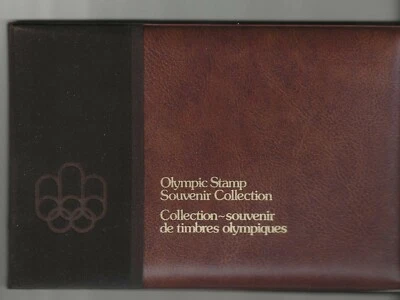 Olympic Stamp
Souvenir Collection
Collection~souvenir
de timbres olympiques